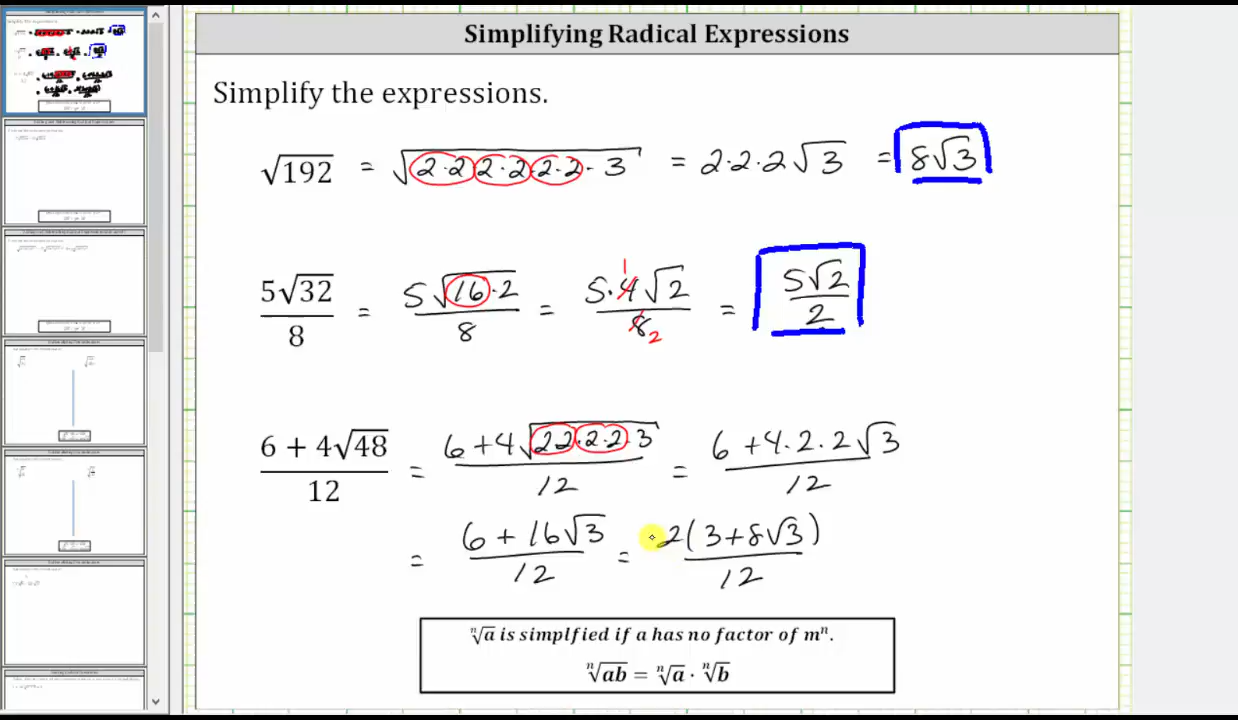 Simplifying Radical Expressions
Simplify the expressions.
√192 = √2·2·2·2·2·2·3 = 2·2·2√3 = 8√3
5√32/8 = 5√16·2/8 = 5·4√2/8 1 2 = 5√2/2
6 + 4√48/12 = 6+4√2·2·2·2·3/12 = 6+4·2·2√3/12
= 6+16√3/12 = 2(3+8√3)/12
ⁿ√a is simplfied if a has no factor of mⁿ.
ⁿ√ab = ⁿ√a · ⁿ√b